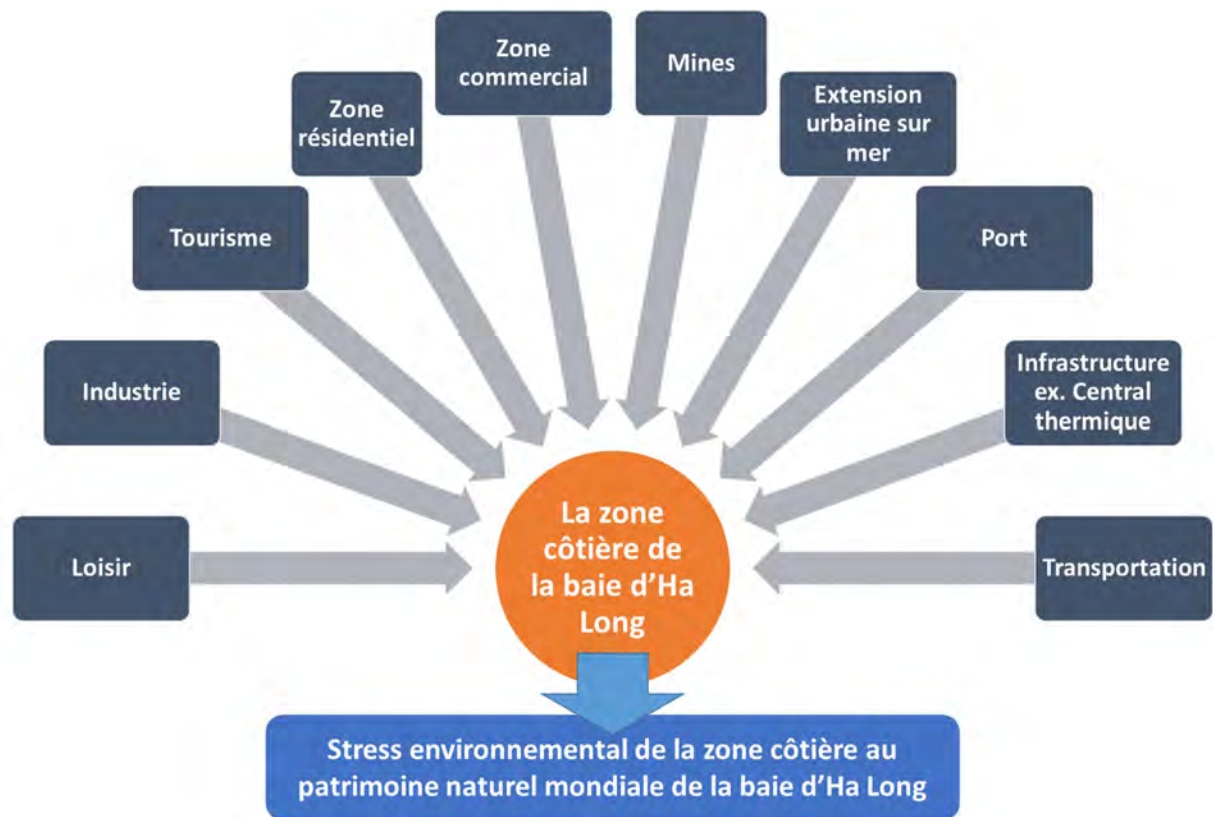 Zone
commercial
Mines
Zone
résidentiel
Extension
urbaine sur
mer
Tourisme
Port
Industrie
Infrastructure
ex. Central
thermique
Loisir
Transportation
La zone
côtière de
la baie d’Ha
Long
Stress environnemental de la zone côtière au
patrimoine naturel mondiale de la baie d’Ha Long